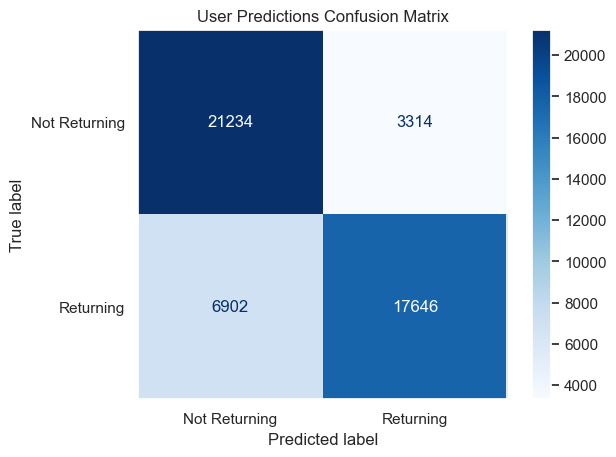 User Predictions Confusion Matrix
True label
Not Returning
21234
3314
Returning
6902
17646
Not Returning
Returning
Predicted label
20000
18000
16000
14000
12000
10000
8000
6000
4000